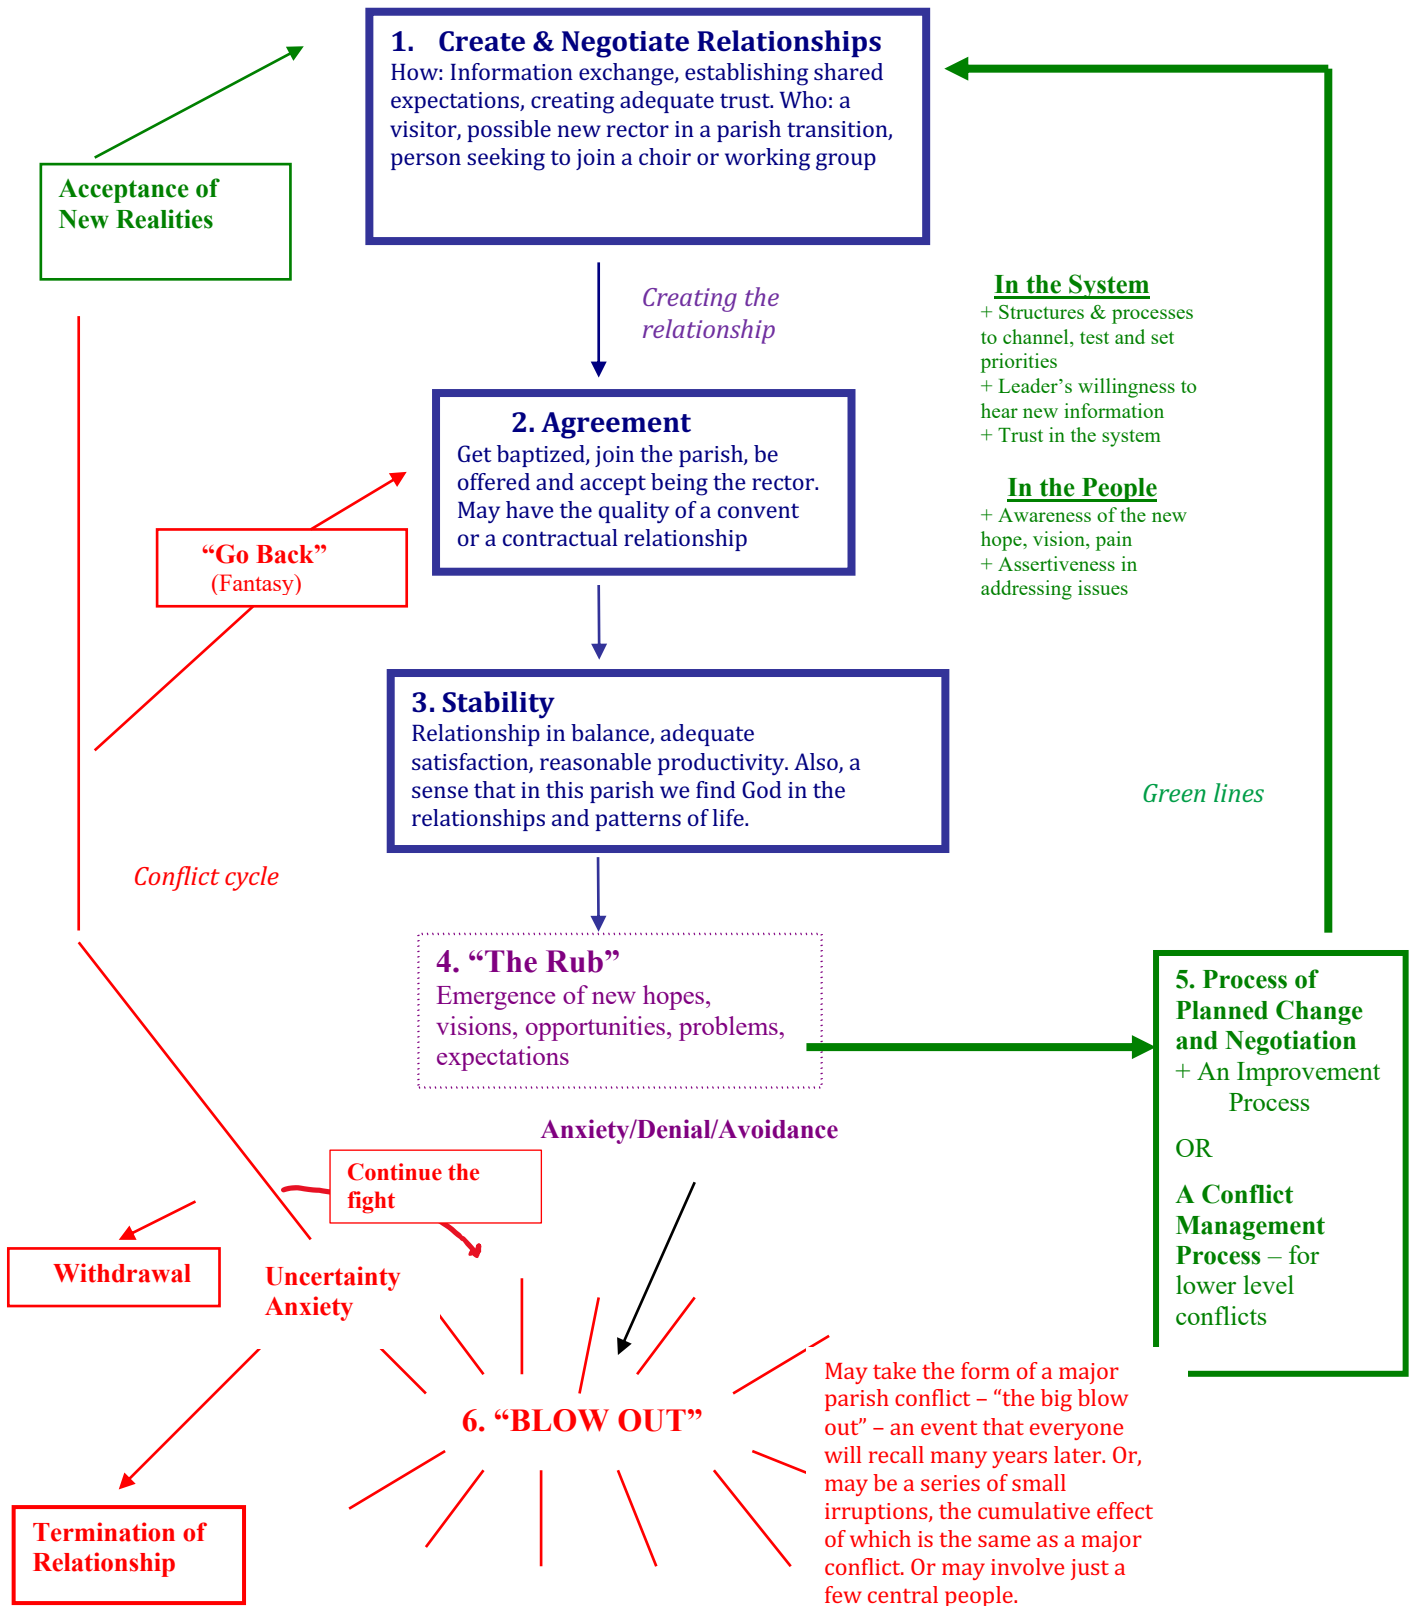 1. Create & Negotiate Relationships
How: Information exchange, establishing shared
expectations, creating adequate trust. Who: a
visitor, possible new rector in a parish transition,
person seeking to join a choir or working group
Acceptance of
New Realities
Creating the
relationship
In the System
+ Structures & processes
to channel, test and set
priorities
+ Leader’s willingness to
hear new information
+ Trust in the system
In the People
+ Awareness of the new
hope, vision, pain
+ Assertiveness in
addressing issues
2. Agreement
Get baptized, join the parish, be
offered and accept being the rector.
May have the quality of a convent
or a contractual relationship
“Go Back”
(Fantasy)
3. Stability
Relationship in balance, adequate
satisfaction, reasonable productivity. Also, a
sense that in this parish we find God in the
relationships and patterns of life.
Green lines
Conflict cycle
4. “The Rub”
Emergence of new hopes,
visions, opportunities, problems,
expectations
5. Process of
Planned Change
and Negotiation
+ An Improvement
Process
OR
A Conflict
Management
Process – for
lower level
conflicts
Anxiety/Denial/Avoidance
Continue the
fight
Withdrawal
Uncertainty
Anxiety
6. “BLOW OUT”
May take the form of a major
parish conflict – “the big blow
out” – an event that everyone
will recall many years later. Or,
may be a series of small
irruptions, the cumulative effect
of which is the same as a major
conflict. Or may involve just a
few central people.
Termination of
Relationship